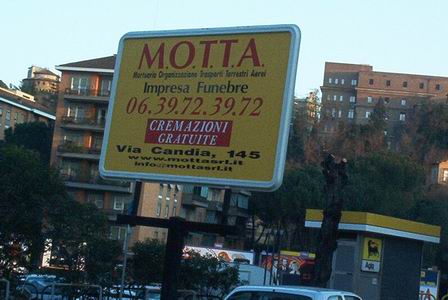 M.O.T.T.A.
Mortuaria Organizzazione Trasporti Terrestri Aerei
Impresa Funebre
06.39.72.39.72
CREMAZIONI
GRATUITE
Via Candia, 145
www.mottasrl.it
info@mottasrl.it
Agip